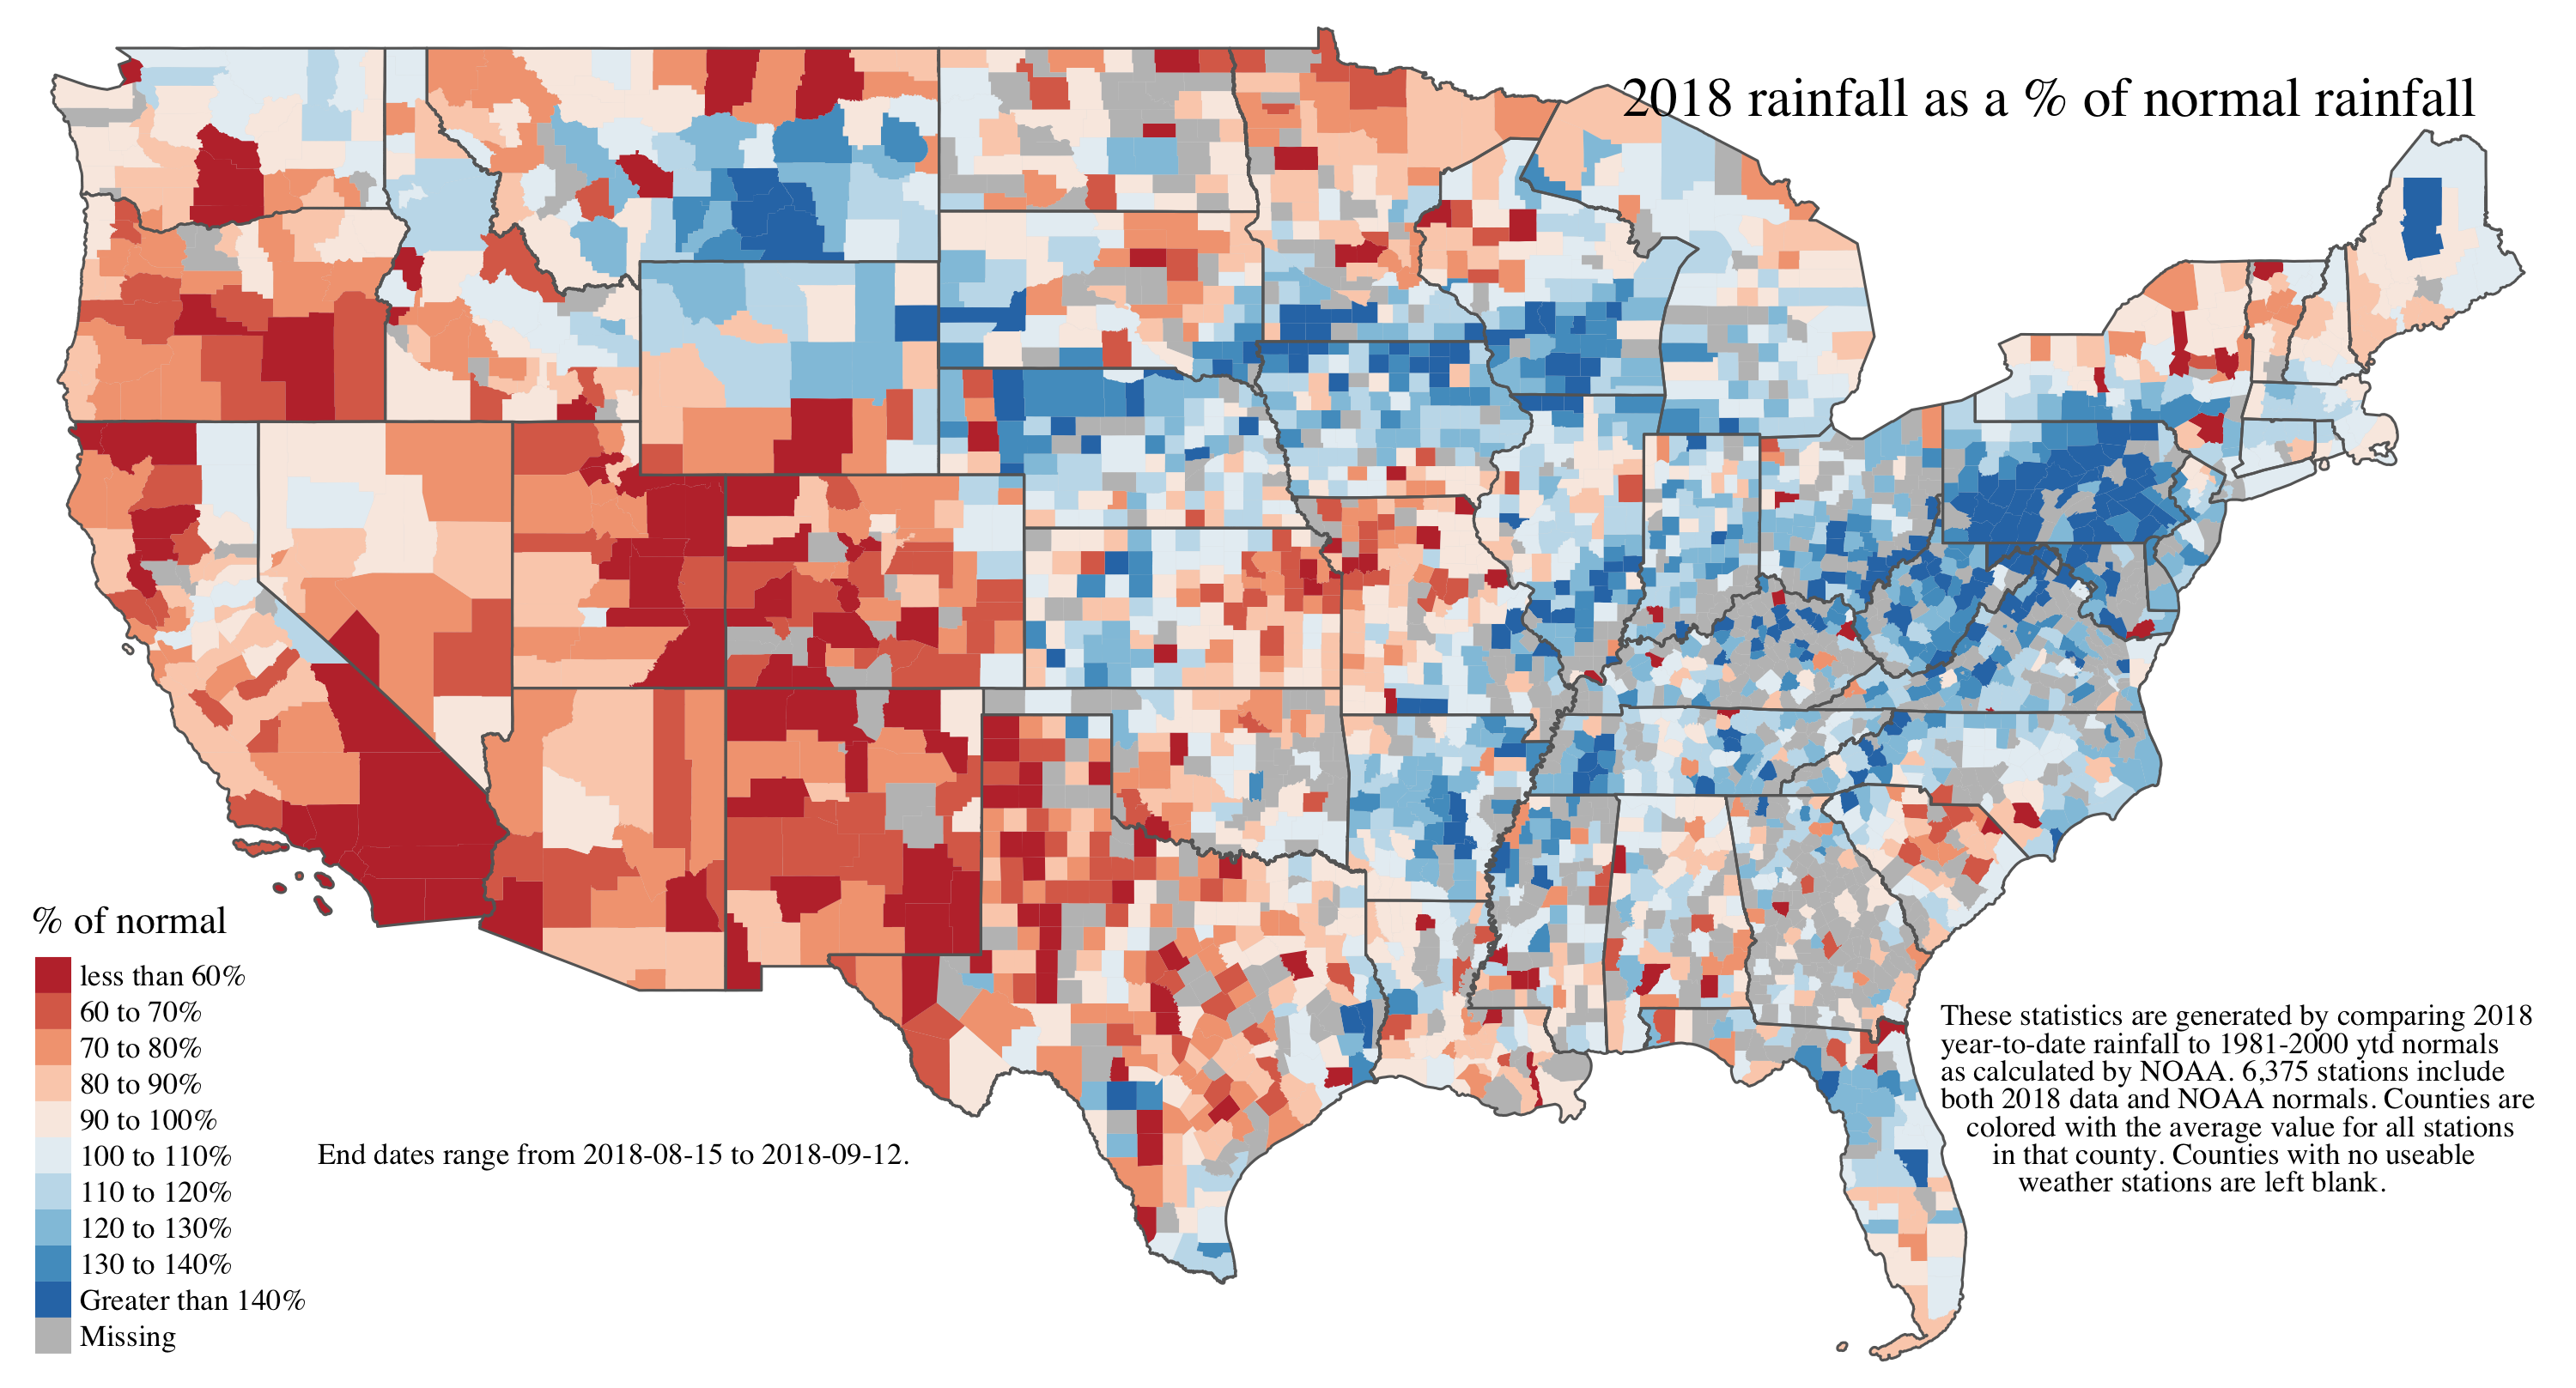 2018 rainfall as a % of normal rainfall
% of normal
less than 60%
60 to 70%
70 to 80%
80 to 90%
90 to 100%
100 to 110%
110 to 120%
120 to 130%
130 to 140%
Greater than 140%
Missing
End dates range from 2018-08-15 to 2018-09-12.
These statistics are generated by comparing 2018
year-to-date rainfall to 1981-2000 ytd normals
as calculated by NOAA. 6,375 stations include
both 2018 data and NOAA normals. Counties are
colored with the average value for all stations
in that county. Counties with no useable
weather stations are left blank.